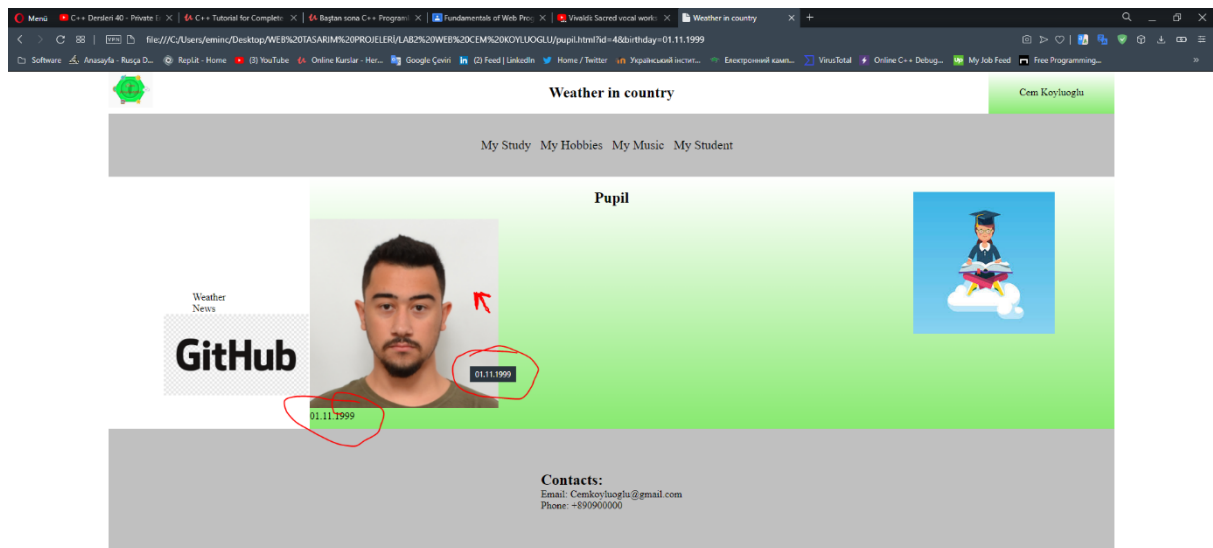 Menü
C++ Dersleri 40 - Private E
C++ Tutorial for Complete
Baştan sona C++ Programl
Fundamentals of Web Prog
Vivaldi: Sacred vocal works
Weather in country
VPN
file:///C:/Users/eminc/Desktop/WEB%20TASARIM%20PROJELERİ/LAB2%20WEB%20CEM%20KOYLUOGLU/pupil.html?id=4&birthday=01.11.1999
Software
Anasayfa - Rusça D...
Repl.it - Home
(3) YouTube
Online Kurslar - Her...
Google Çeviri
(2) Feed | LinkedIn
Home / Twitter
Український інстит...
Електронний камп...
VirusTotal
Online C++ Debug...
My Job Feed
Free Programming...
Weather in country
Cem Koyluoglu
My Study My Hobbies My Music My Student
Pupil
Weather
News
GitHub
01.11.1999
01.11.1999
Contacts:
Email: Cemkoyluoglu@gmail.com
Phone: +890900000